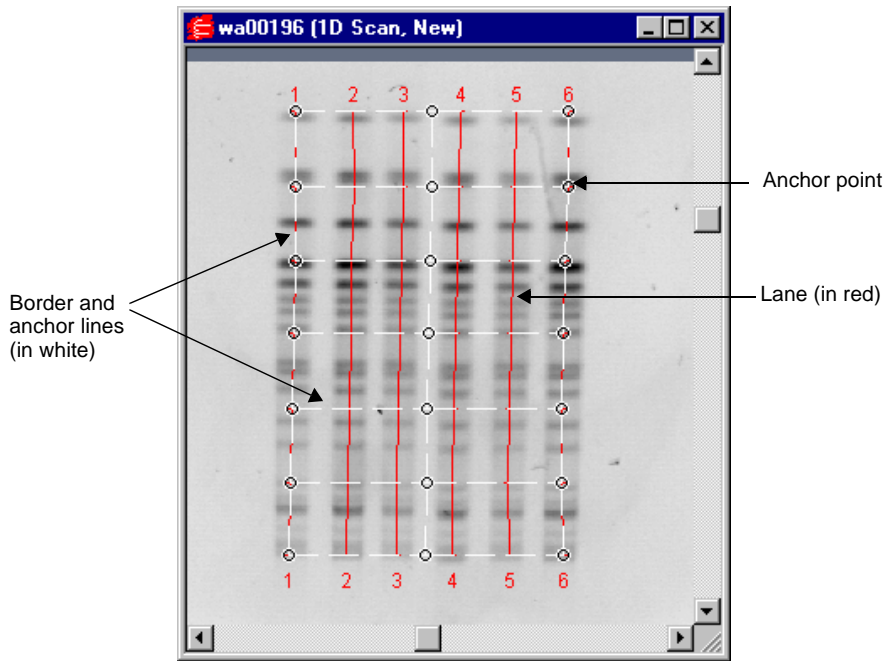 wa00196 (1D Scan, New)
1 2 3 4 5 6
Anchor point
Border and
anchor lines
(in white)
Lane (in red)
1 2 3 4 5 6